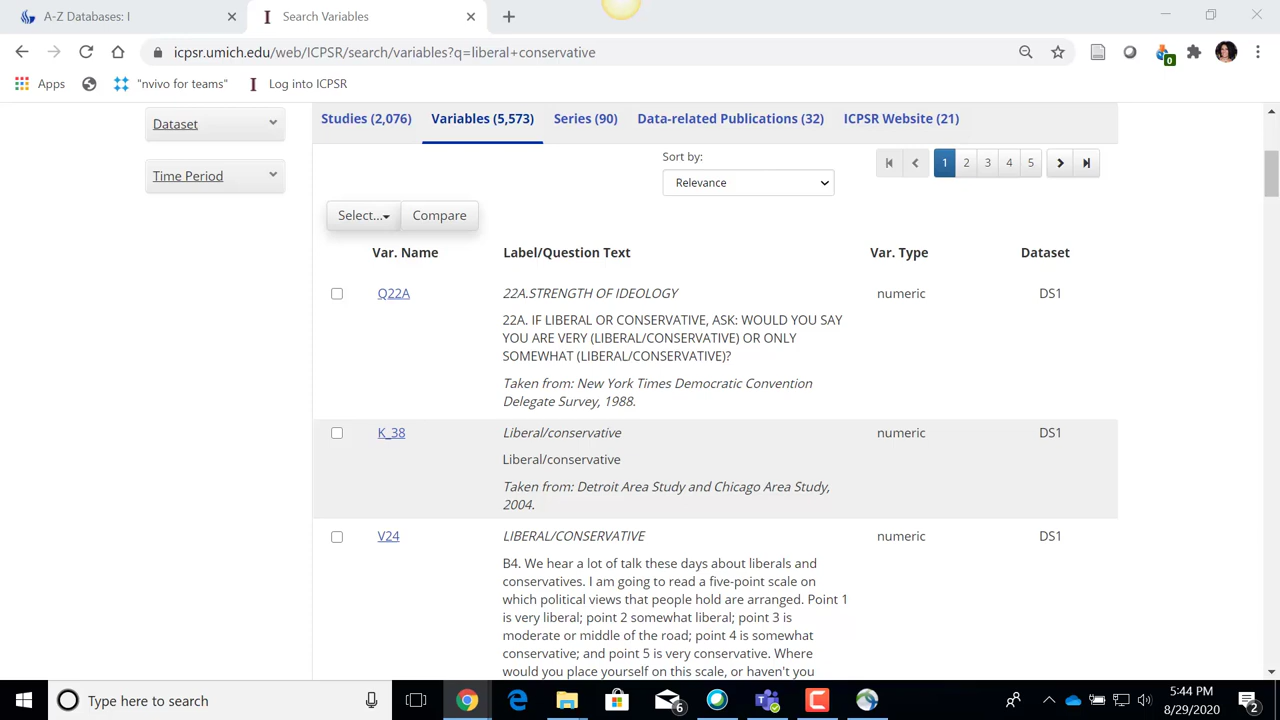 A-Z Databases: I
Search Variables
icpsr.umich.edu/web/ICPSR/search/variables?q=liberal+conservative
0
Apps
"nvivo for teams"
Log into ICPSR
Dataset
Time Period
Studies (2,076)
Variables (5,573)
Series (90)
Data-related Publications (32)
ICPSR Website (21)
Sort by:
Relevance
1 2 3 4 5
Select...
Compare
Var. Name
Label/Question Text
Var. Type
Dataset
Q22A
22A.STRENGTH OF IDEOLOGY
numeric
DS1
22A. IF LIBERAL OR CONSERVATIVE, ASK: WOULD YOU SAY
YOU ARE VERY (LIBERAL/CONSERVATIVE) OR ONLY
SOMEWHAT (LIBERAL/CONSERVATIVE)?
Taken from: New York Times Democratic Convention
Delegate Survey, 1988.
K_38
Liberal/conservative
numeric
DS1
Liberal/conservative
Taken from: Detroit Area Study and Chicago Area Study,
2004.
V24
LIBERAL/CONSERVATIVE
numeric
DS1
B4. We hear a lot of talk these days about liberals and
conservatives. I am going to read a five-point scale on
which political views that people hold are arranged. Point 1
is very liberal; point 2 somewhat liberal; point 3 is
moderate or middle of the road; point 4 is somewhat
conservative; and point 5 is very conservative. Where
would you place yourself on this scale, or haven't you
Type here to search
6
5:44 PM
8/29/2020
2